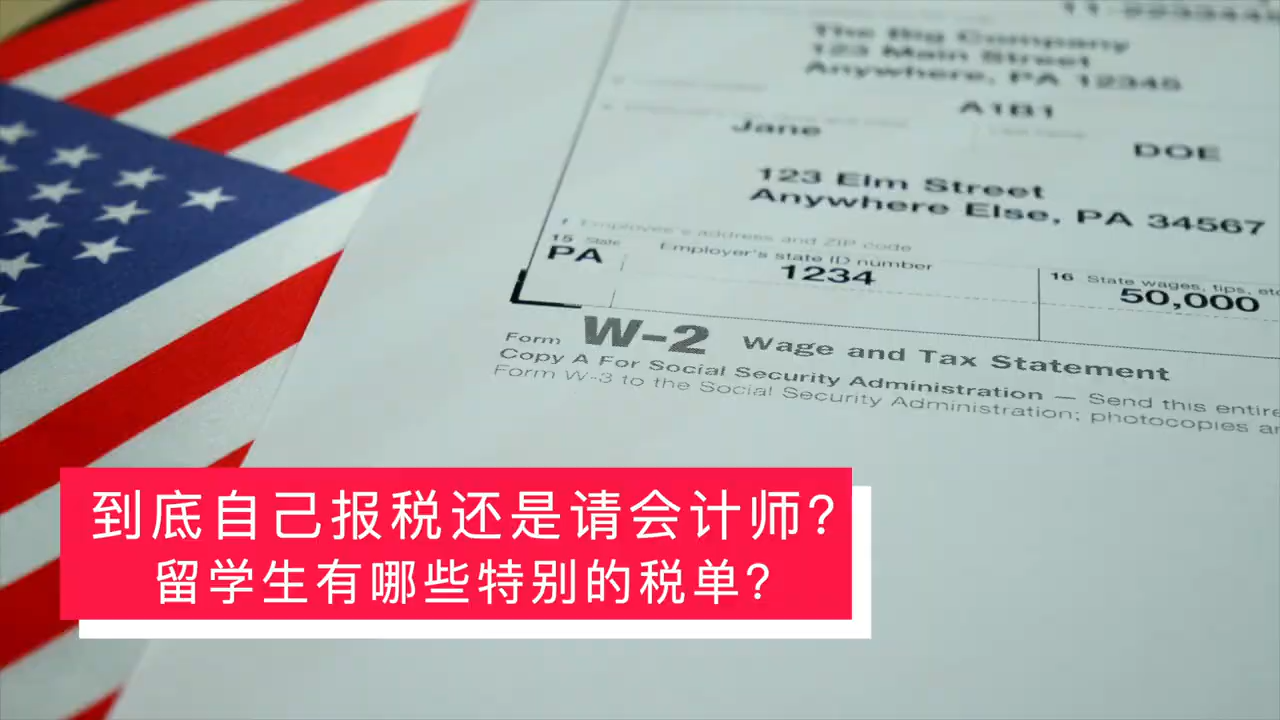 The Big Company
123 Main Street
Anywhere, PA 12345
A1B1
Jane
DOE
123 Elm Street
Anywhere Else, PA 34567
f Employee's address and ZIP code
15 State Employer's state ID number
16 State wages, tips, etc
PA 1234 50,000
Form W-2 Wage and Tax Statement
Copy A For Social Security Administration — Send this entire
Form W-3 to the Social Security Administration; photocopies
到底自己报税还是请会计师?
留学生有哪些特别的税单?